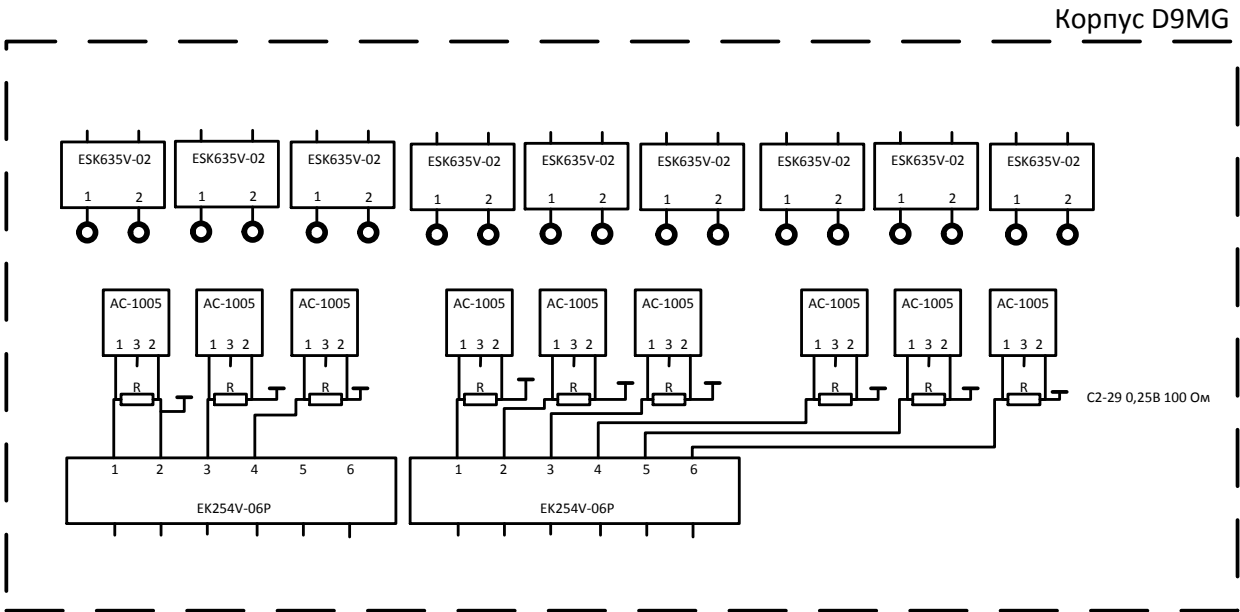 Корпус D9MG
ESK635V-02 ESK635V-02 ESK635V-02 ESK635V-02 ESK635V-02 ESK635V-02 ESK635V-02 ESK635V-02 ESK635V-02
1 2 1 2 1 2 1 2 1 2 1 2 1 2 1 2 1 2
AC-1005 AC-1005 AC-1005 AC-1005 AC-1005 AC-1005 AC-1005 AC-1005 AC-1005
1 3 2 1 3 2 1 3 2 1 3 2 1 3 2 1 3 2 1 3 2 1 3 2 1 3 2
R R R R R R R R R
С2-29 0,25В 100 Ом
1 2 3 4 5 6 1 2 3 4 5 6
EK254V-06P EK254V-06P